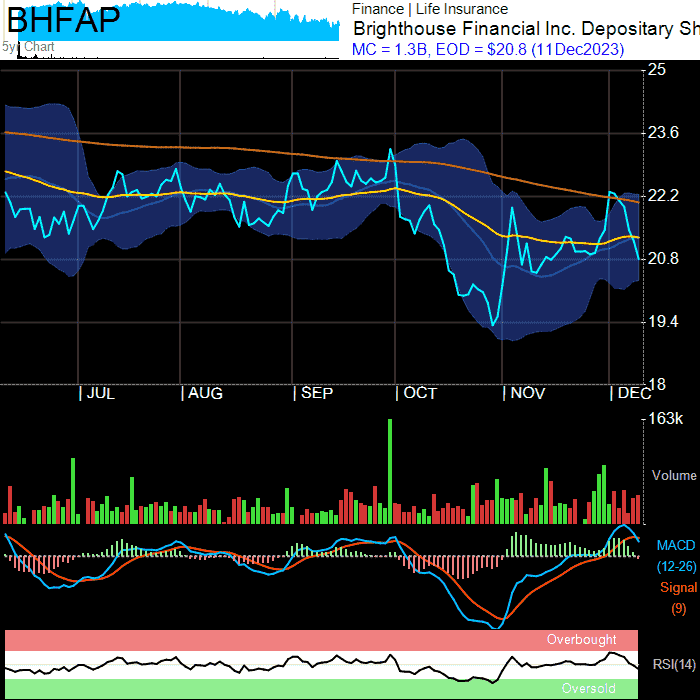 BHFAP
Finance | Life Insurance
Brighthouse Financial Inc. Depositary Sh
MC = 1.3B, EOD = $20.8 (11Dec2023)
5yr Chart
25
23.6
22.2
20.8
19.4
18
JUL AUG SEP OCT NOV DEC
163k
Volume
MACD
(12-26)
Signal
(9)
Overbought
RSI(14)
Oversold